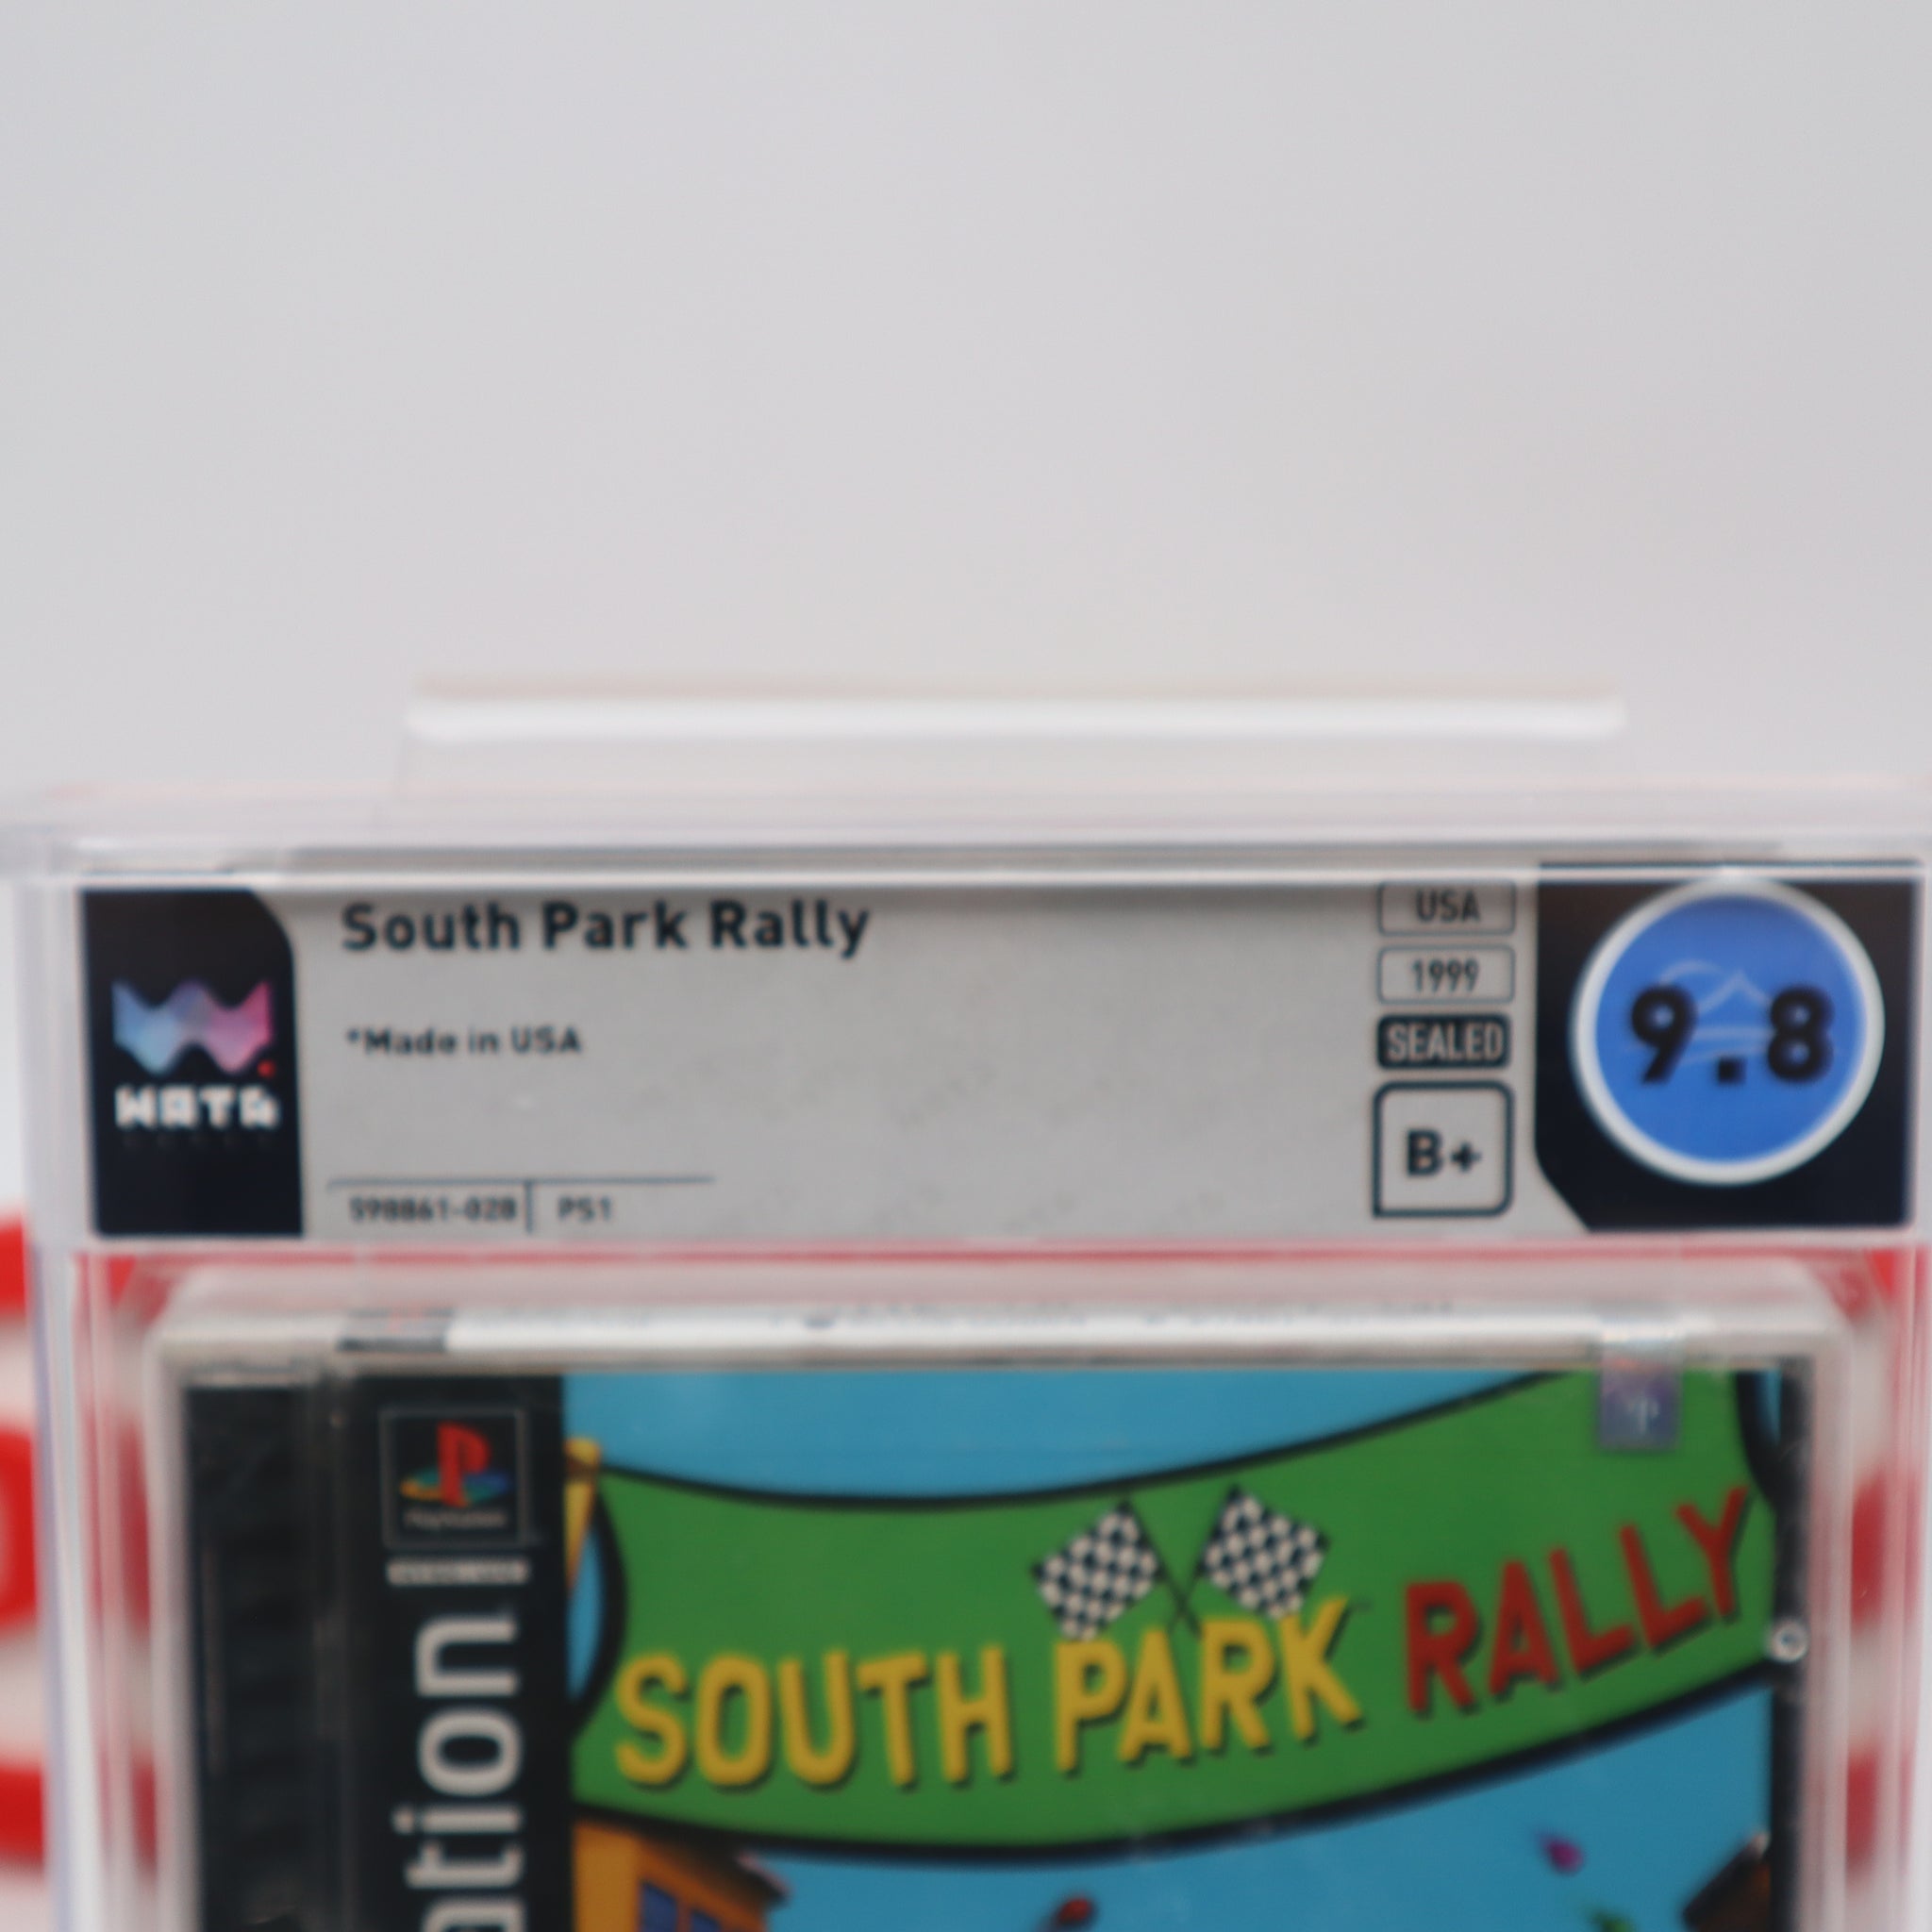 South Park Rally
*Made in USA
598861-028
PS1
USA
1999
SEALED
B+
9.8
WATA
PlayStation
SOUTH PARK RALLY
ation